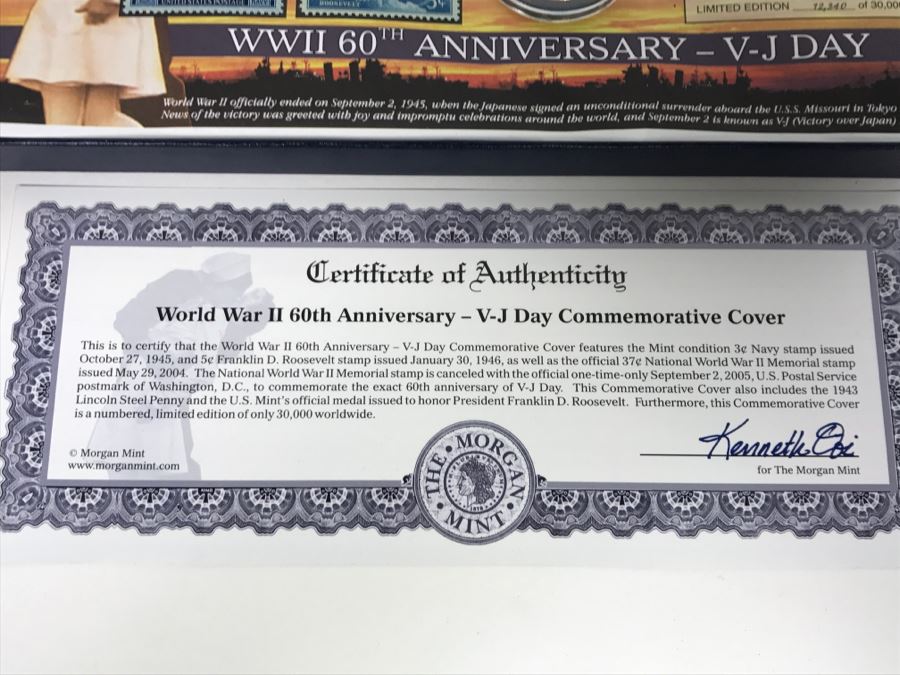 UNITED STATES POSTAGE
ROOSEVELT
5¢
LIMITED EDITION 12,240 of 30,00
WWII 60TH ANNIVERSARY – V-J DAY
World War II officially ended on September 2, 1945, when the Japanese signed an unconditional surrender aboard the U.S.S. Missouri in Tokyo
News of the victory was greeted with joy and impromptu celebrations around the world, and September 2 is known as V-J (Victory over Japan)
Certificate of Authenticity
World War II 60th Anniversary – V-J Day Commemorative Cover
This is to certify that the World War II 60th Anniversary – V-J Day Commemorative Cover features the Mint condition 3¢ Navy stamp issued
October 27, 1945, and 5¢ Franklin D. Roosevelt stamp issued January 30, 1946, as well as the official 37¢ National World War II Memorial stamp
issued May 29, 2004. The National World War II Memorial stamp is canceled with the official one-time-only September 2, 2005, U.S. Postal Service
postmark of Washington, D.C., to commemorate the exact 60th anniversary of V-J Day. This Commemorative Cover also includes the 1943
Lincoln Steel Penny and the U.S. Mint's official medal issued to honor President Franklin D. Roosevelt. Furthermore, this Commemorative Cover
is a numbered, limited edition of only 30,000 worldwide.
Kenneth
© Morgan Mint
www.morganmint.com
for The Morgan Mint
THE MORGAN MINT